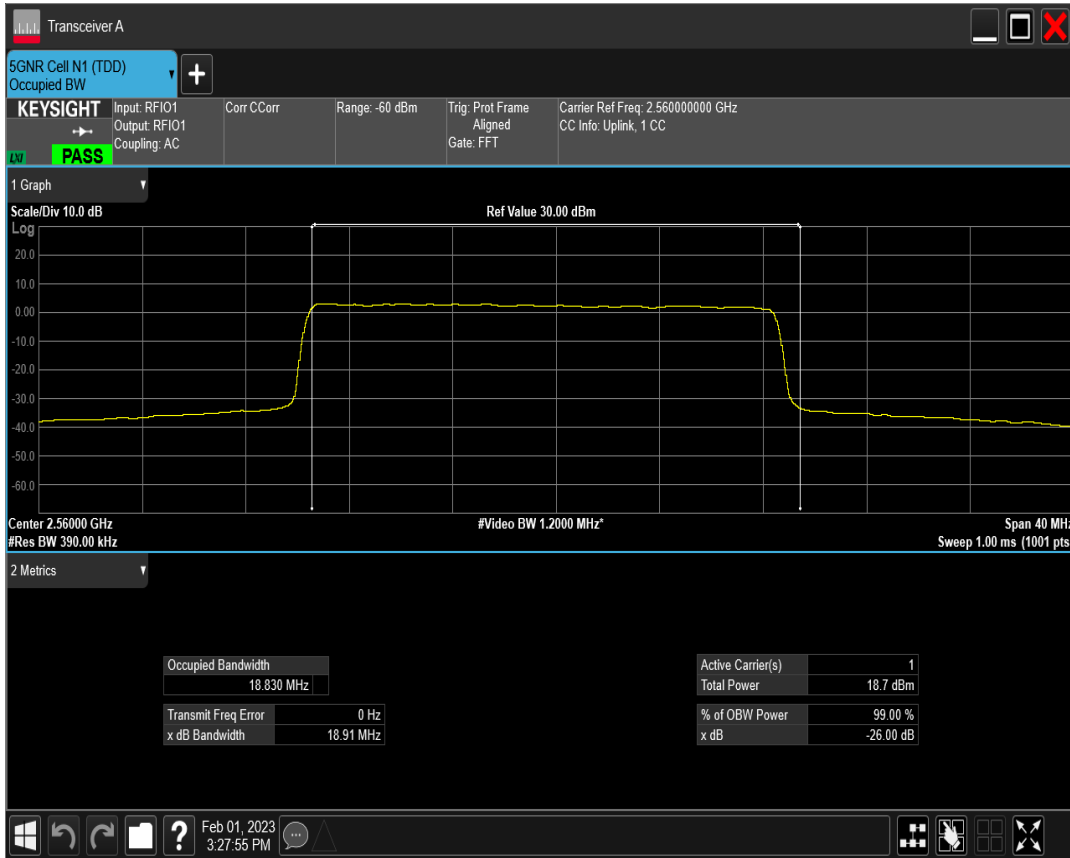 Transceiver A
5GNR Cell N1 (TDD)
Occupied BW
KEYSIGHT
LXI
PASS
Input: RFIO1
Output: RFIO1
Coupling: AC
Corr CCorr
Range: -60 dBm
Trig: Prot Frame
Aligned
Gate: FFT
Carrier Ref Freq: 2.560000000 GHz
CC Info: Uplink, 1 CC
1 Graph
Scale/Div 10.0 dB
Ref Value 30.00 dBm
Log
20.0
10.0
0.00
-10.0
-20.0
-30.0
-40.0
-50.0
-60.0
Center 2.56000 GHz
#Video BW 1.2000 MHz*
Span 40 MHz
#Res BW 390.00 kHz
Sweep 1.00 ms (1001 pts
2 Metrics
Occupied Bandwidth
18.830 MHz
Transmit Freq Error 0 Hz
x dB Bandwidth 18.91 MHz
Active Carrier(s) 1
Total Power 18.7 dBm
% of OBW Power 99.00 %
x dB -26.00 dB
?
Feb 01, 2023
3:27:55 PM